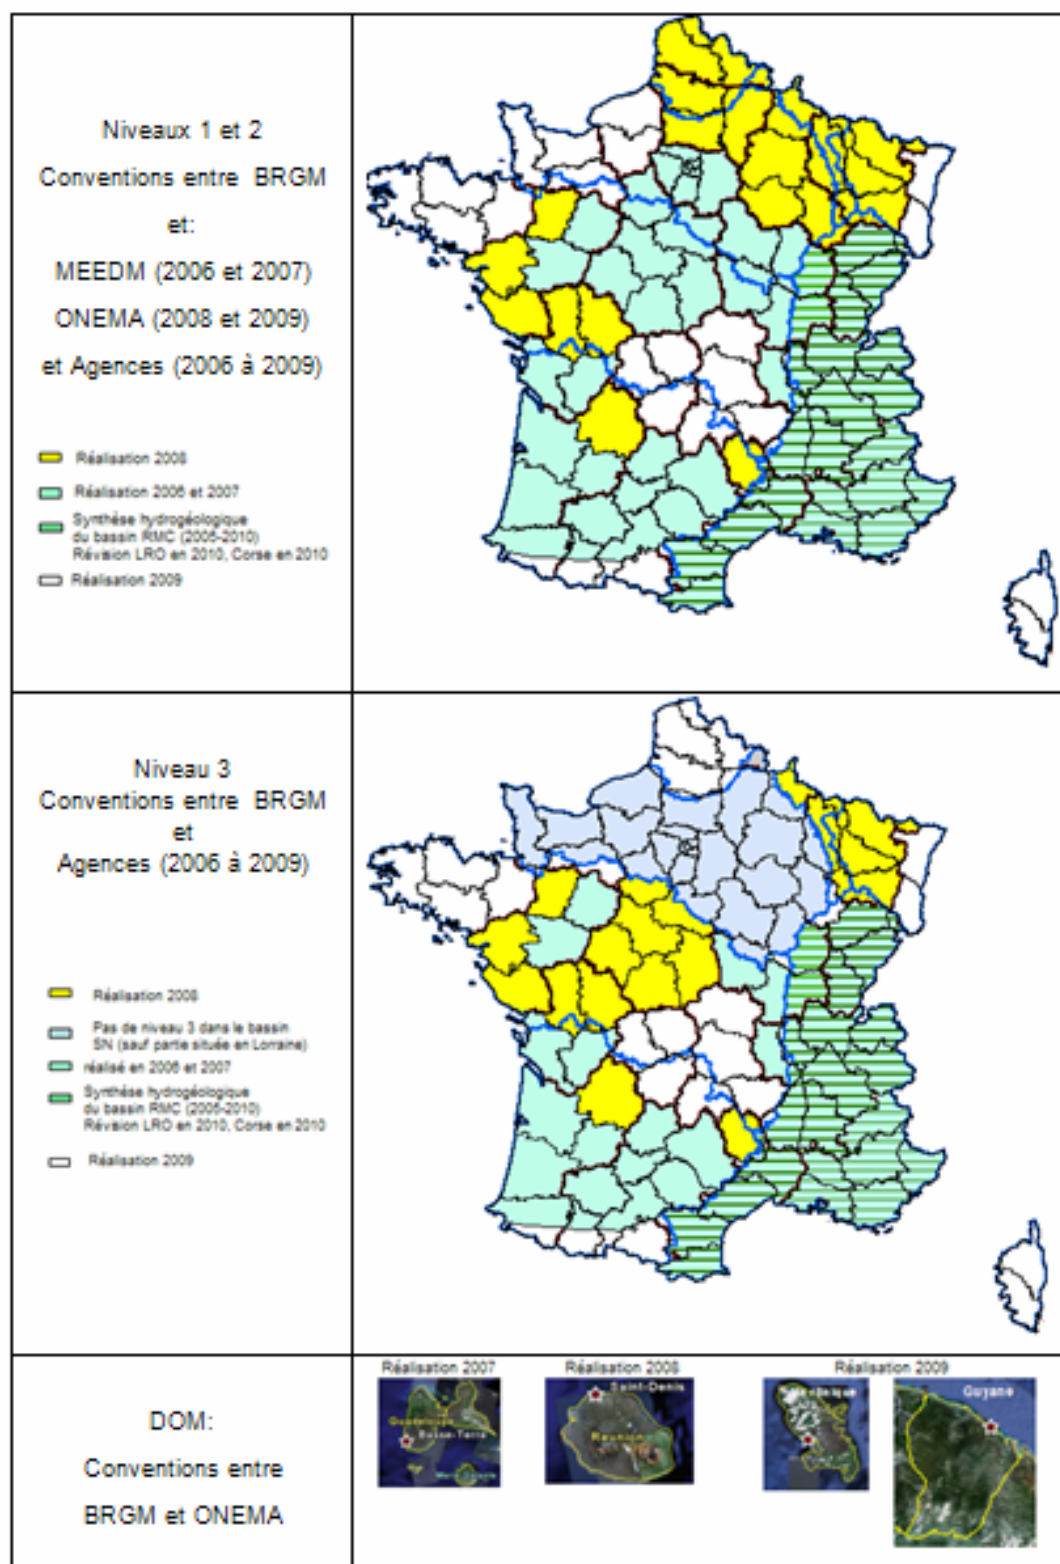 Niveaux 1 et 2
Conventions entre BRGM
et:
MEEDM (2006 et 2007)
ONEMA (2008 et 2009)
et Agences (2006 à 2009)
Réalisation 2008
Réalisation 2006 et 2007
Synthèse hydrogéologique
du bassin RMC (2005-2010)
Révision LRO en 2010, Corse en 2010
Réalisation 2009
Niveau 3
Conventions entre BRGM
et
Agences (2006 à 2009)
Réalisation 2008
Pas de niveau 3 dans le bassin
SN (sauf partie située en Lorraine)
réalisé en 2006 et 2007
Synthèse hydrogéologique
du bassin RMC (2005-2010)
Révision LRO en 2010, Corse en 2010
Réalisation 2009
DOM:
Conventions entre
BRGM et ONEMA
Réalisation 2007
Guadeloupe
Basse-Terre
Réalisation 2008
Saint-Denis
Réunion
Réalisation 2009
Guyane